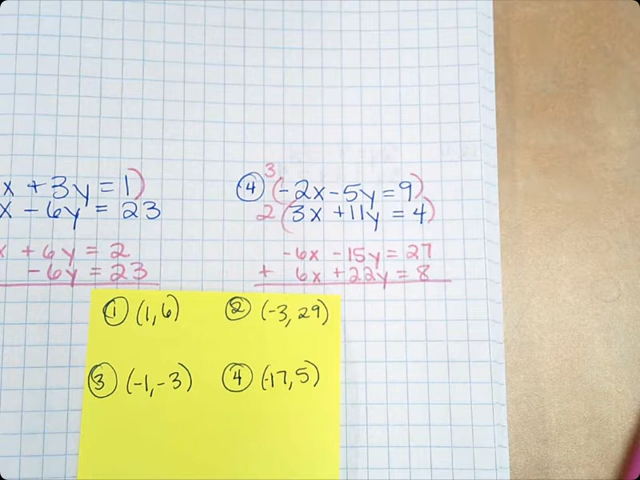 x + 3y = 1)
x - 6y = 23
x + 6y = 2
- 6y = 23
④ 3(-2x - 5y = 9)
2(3x + 11y = 4)
-6x - 15y = 27
+ 6x + 22y = 8
① (1, 6) ② (-3, 29)
③ (-1, -3) ④ (-17, 5)